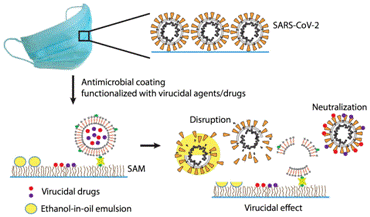 SARS-CoV-2
Antimicrobial coating
functionalized with virucidal agents/drugs
Neutralization
Disruption
SAM
Virucidal drugs
Ethanol-in-oil emulsion
Virucidal effect